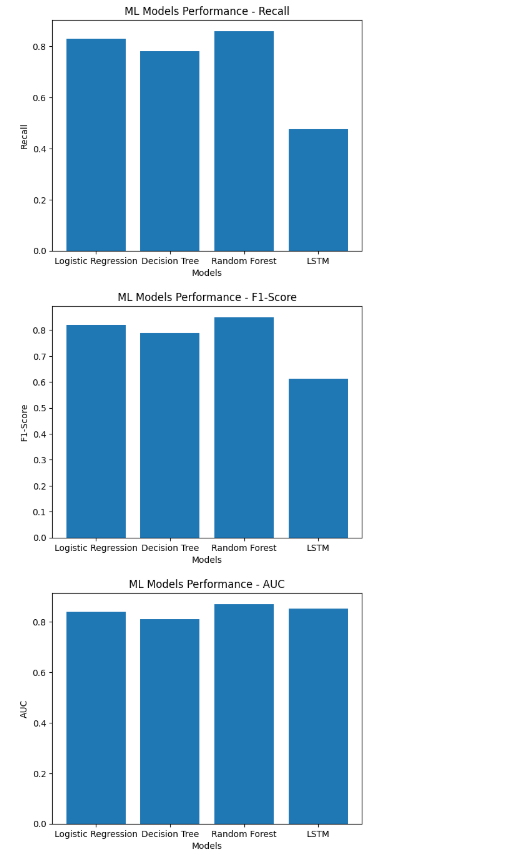 ML Models Performance - Recall
0.8
0.6
0.4
0.2
0.0
Recall
Logistic Regression Decision Tree Random Forest LSTM
Models
ML Models Performance - F1-Score
0.8
0.7
0.6
0.5
0.4
0.3
0.2
0.1
0.0
F1-Score
Logistic Regression Decision Tree Random Forest LSTM
Models
ML Models Performance - AUC
0.8
0.6
0.4
0.2
0.0
AUC
Logistic Regression Decision Tree Random Forest LSTM
Models